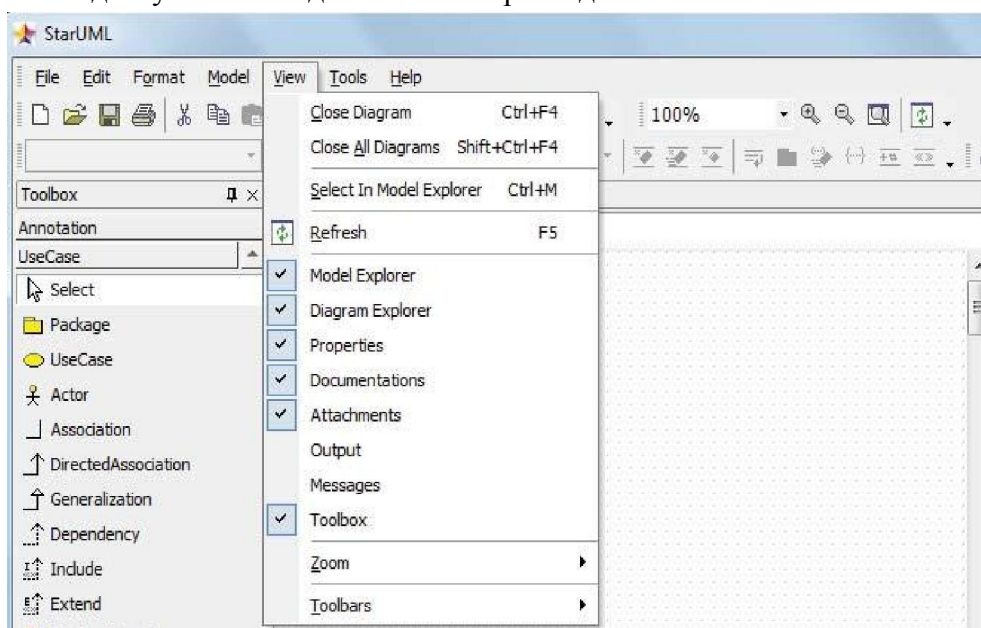 StarUML
File Edit Format Model View Tools Help
100%
Toolbox
Annotation
UseCase
Select
Package
UseCase
Actor
Association
DirectedAssociation
Generalization
Dependency
Include
Extend
Close Diagram Ctrl+F4
Close All Diagrams Shift+Ctrl+F4
Select In Model Explorer Ctrl+M
Refresh F5
Model Explorer
Diagram Explorer
Properties
Documentations
Attachments
Output
Messages
Toolbox
Zoom
Toolbars